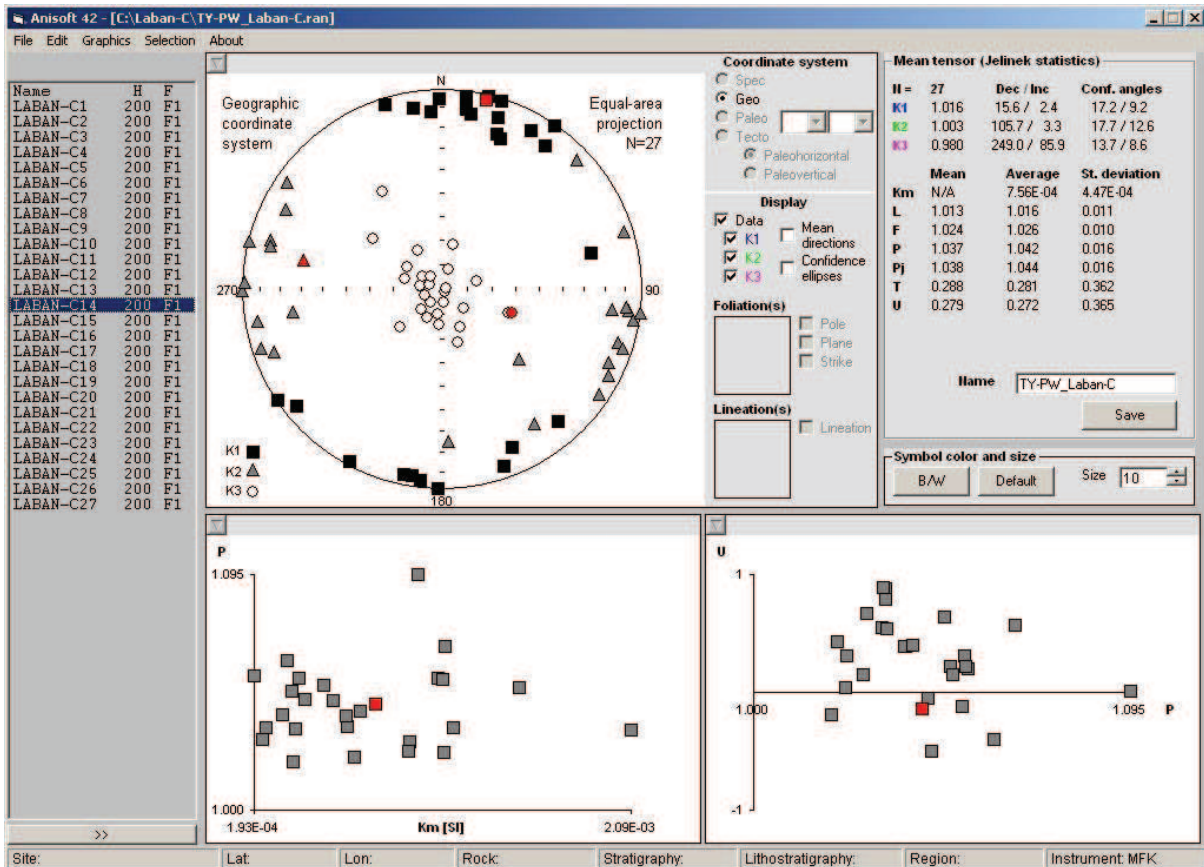 Anisoft 42 - [C:\Laban-C\TY-PW_Laban-C.ran]
File Edit Graphics Selection About
Name H F
LABAN-C1 200 F1
LABAN-C2 200 F1
LABAN-C3 200 F1
LABAN-C4 200 F1
LABAN-C5 200 F1
LABAN-C6 200 F1
LABAN-C7 200 F1
LABAN-C8 200 F1
LABAN-C9 200 F1
LABAN-C10 200 F1
LABAN-C11 200 F1
LABAN-C12 200 F1
LABAN-C13 200 F1
LABAN-C14 200 F1
LABAN-C15 200 F1
LABAN-C16 200 F1
LABAN-C17 200 F1
LABAN-C18 200 F1
LABAN-C19 200 F1
LABAN-C20 200 F1
LABAN-C21 200 F1
LABAN-C22 200 F1
LABAN-C23 200 F1
LABAN-C24 200 F1
LABAN-C25 200 F1
LABAN-C26 200 F1
LABAN-C27 200 F1
>>
Geographic
coordinate
system
N
Equal-area
projection
N=27
270
90
180
K1
K2
K3
Coordinate system
Spec
Geo
Paleo
Tecto
Paleohorizontal
Paleovertical
Display
Data
K1
K2
K3
Mean
directions
Confidence
ellipses
Foliation(s)
Pole
Plane
Strike
Lineation(s)
Lineation
Mean tensor (Jelinek statistics)
N = 27 Dec / Inc Conf. angles
K1 1.016 15.6 / 2.4 17.2 / 9.2
K2 1.003 105.7 / 3.3 17.7 / 12.6
K3 0.980 249.0 / 85.9 13.7 / 8.6
Mean Average St. deviation
Km N/A 7.56E-04 4.47E-04
L 1.013 1.016 0.011
F 1.024 1.026 0.010
P 1.037 1.042 0.016
Pj 1.038 1.044 0.016
T 0.288 0.281 0.362
U 0.279 0.272 0.365
Name TY-PW_Laban-C
Save
Symbol color and size
B/W Default Size 10
P
1.095
1.000
1.93E-04 Km [SI] 2.09E-03
U
1
1.000 1.095 P
-1
Site: Lat: Lon: Rock: Stratigraphy: Lithostratigraphy: Region: Instrument: MFK